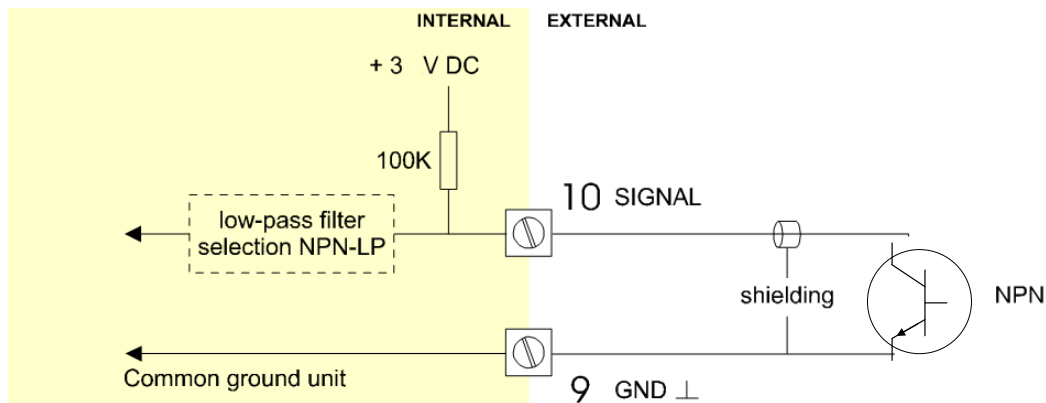 INTERNAL EXTERNAL
+ 3 V DC
100K
10 SIGNAL
low-pass filter
selection NPN-LP
shielding
NPN
Common ground unit
9 GND ⊥